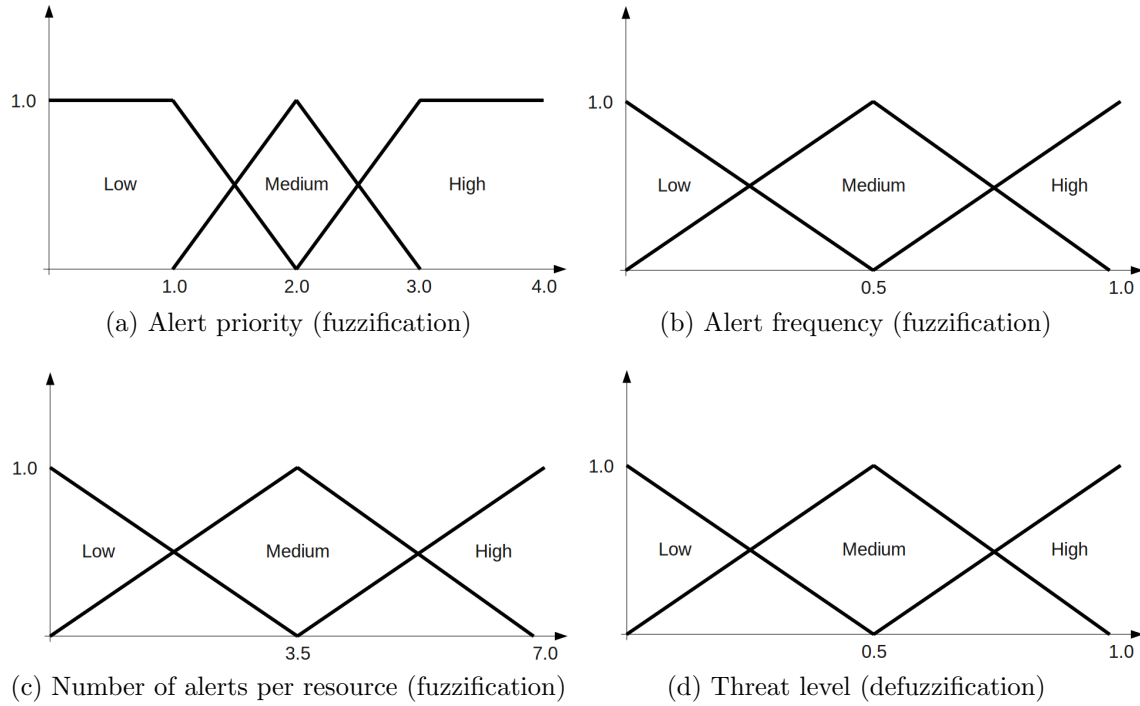 1.0
Low
Medium
High
1.0
2.0
3.0
4.0
(a) Alert priority (fuzzification)
1.0
Low
Medium
High
0.5
1.0
(b) Alert frequency (fuzzification)
1.0
Low
Medium
High
3.5
7.0
(c) Number of alerts per resource (fuzzification)
1.0
Low
Medium
High
0.5
1.0
(d) Threat level (defuzzification)